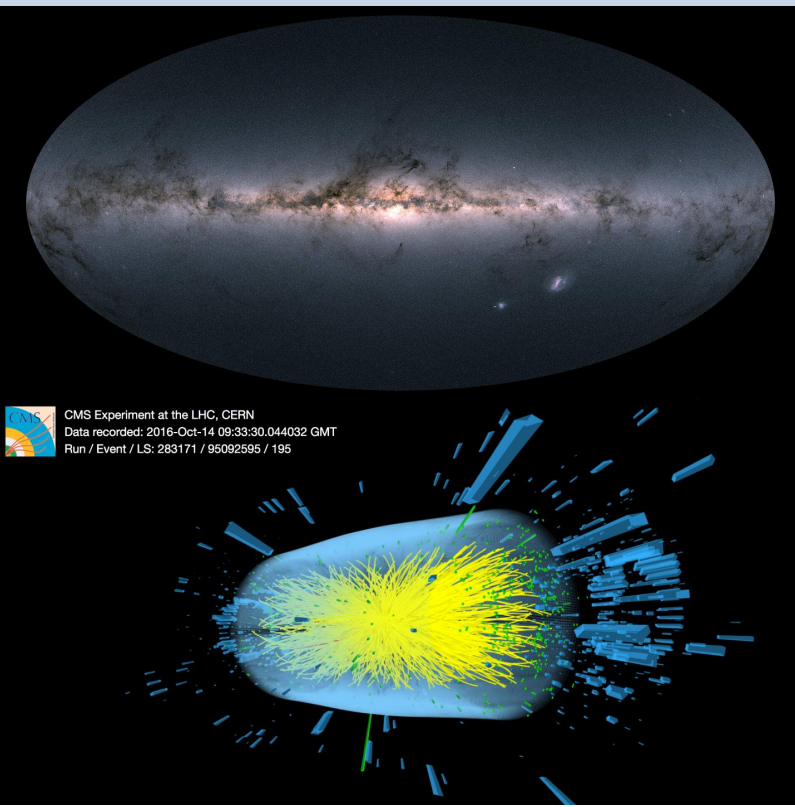 CMS
CMS Experiment at the LHC, CERN
Data recorded: 2016-Oct-14 09:33:30.044032 GMT
Run / Event / LS: 283171 / 95092595 / 195